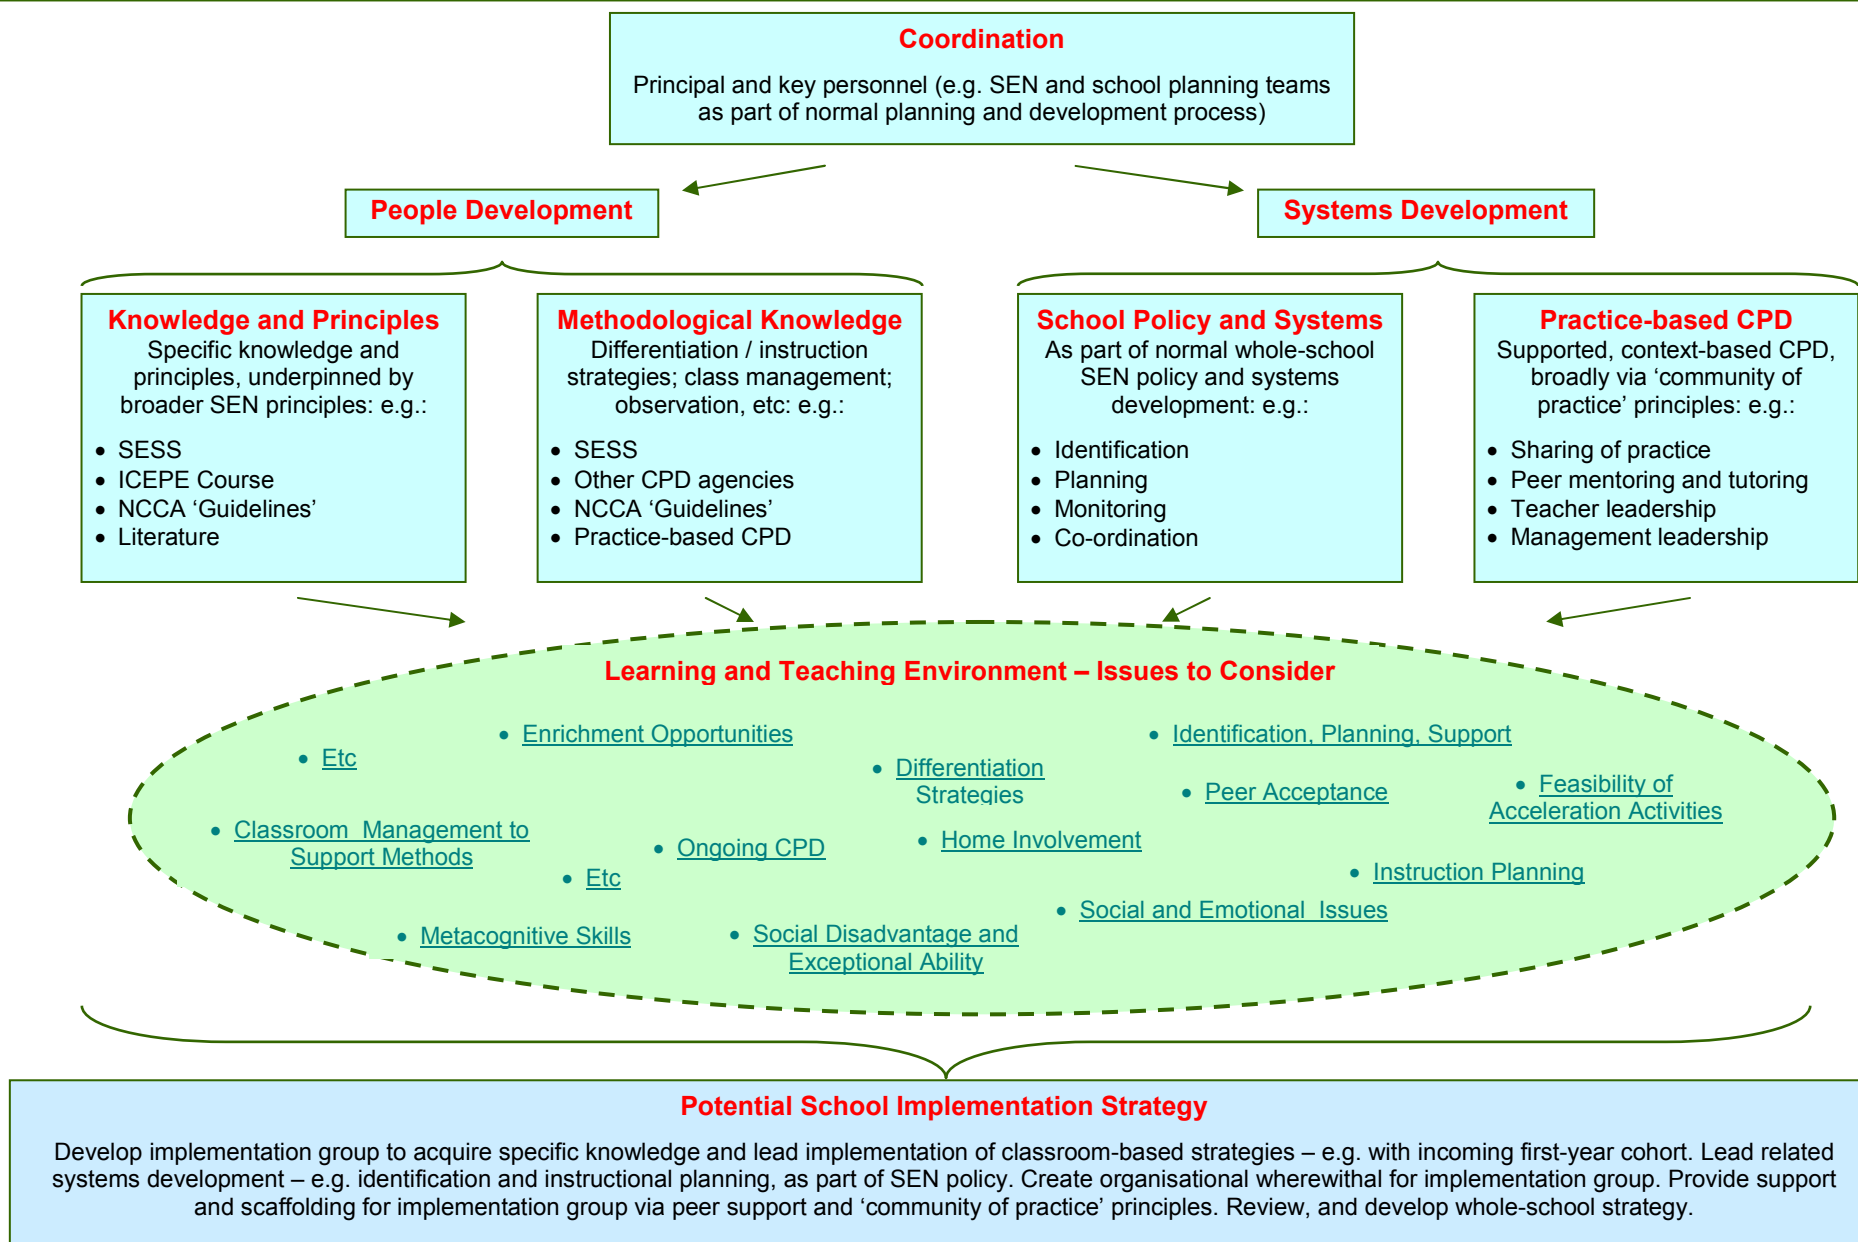 Coordination
Principal and key personnel (e.g. SEN and school planning teams
as part of normal planning and development process)
People Development
Systems Development
Knowledge and Principles
Specific knowledge and
principles, underpinned by
broader SEN principles: e.g.:
• SESS
• ICEPE Course
• NCCA ‘Guidelines’
• Literature
Methodological Knowledge
Differentiation / instruction
strategies; class management;
observation, etc: e.g.:
• SESS
• Other CPD agencies
• NCCA ‘Guidelines’
• Practice-based CPD
School Policy and Systems
As part of normal whole-school
SEN policy and systems
development: e.g.:
• Identification
• Planning
• Monitoring
• Co-ordination
Practice-based CPD
Supported, context-based CPD,
broadly via ‘community of
practice’ principles: e.g.:
• Sharing of practice
• Peer mentoring and tutoring
• Teacher leadership
• Management leadership
Learning and Teaching Environment – Issues to Consider
• Enrichment Opportunities
• Identification, Planning, Support
• Etc
• Differentiation
Strategies
• Peer Acceptance
• Feasibility of
Acceleration Activities
• Classroom Management to
Support Methods
• Ongoing CPD
• Home Involvement
• Etc
• Instruction Planning
• Social and Emotional Issues
• Metacognitive Skills
• Social Disadvantage and
Exceptional Ability
Potential School Implementation Strategy
Develop implementation group to acquire specific knowledge and lead implementation of classroom-based strategies – e.g. with incoming first-year cohort. Lead related
systems development – e.g. identification and instructional planning, as part of SEN policy. Create organisational wherewithal for implementation group. Provide support
and scaffolding for implementation group via peer support and ‘community of practice’ principles. Review, and develop whole-school strategy.